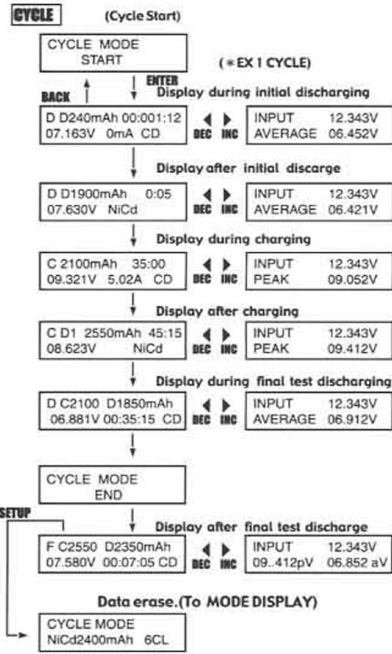 CYCLE (Cycle Start)
CYCLE MODE
START
(*EX 1 CYCLE)
BACK ENTER
Display during initial discharging
D D240mAh 00:001:12
07.163V 0mA CD
DEC INC
INPUT 12.343V
AVERAGE 06.452V
Display after initial discarge
D D1900mAh 0:05
07.630V NiCd
DEC INC
INPUT 12.343V
AVERAGE 06.421V
Display during charging
C 2100mAh 35:00
09.321V 5.02A CD
DEC INC
INPUT 12.343V
PEAK 09.052V
Display after charging
C D1 2550mAh 45:15
08.623V NiCd
DEC INC
INPUT 12.343V
PEAK 09.412V
Display during final test discharging
D C2100 D1850mAh
06.881V 00:35:15 CD
DEC INC
INPUT 12.343V
AVERAGE 06.912V
CYCLE MODE
END
SETUP
Display after final test discharge
F C2550 D2350mAh
07.580V 00:07:05 CD
DEC INC
INPUT 12.343V
09..412pV 06.852 aV
Data erase.(To MODE DISPLAY)
CYCLE MODE
NiCd2400mAh 6CL